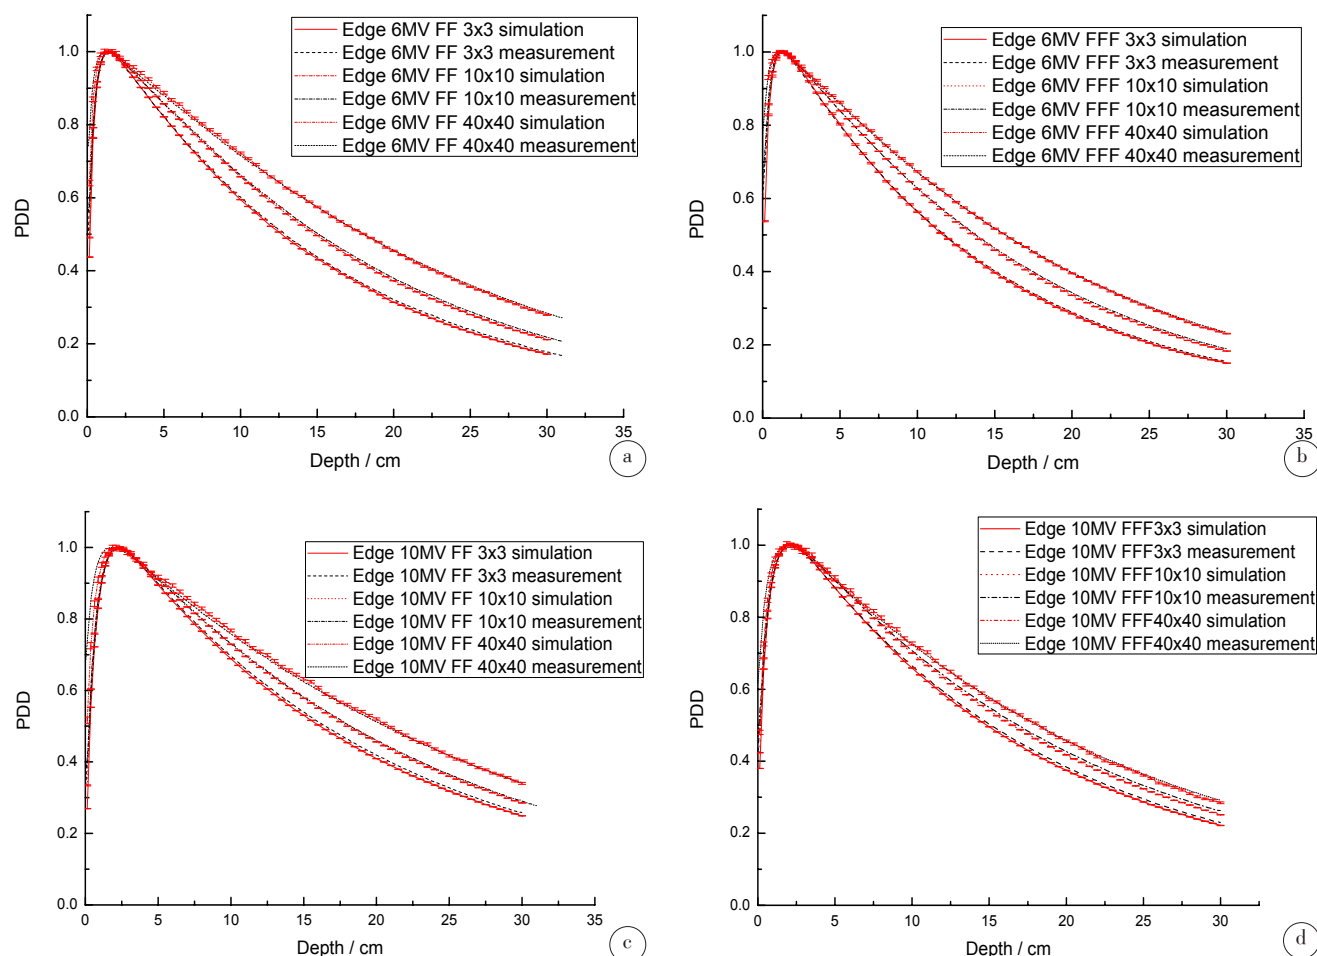 Edge 6MV FF 3x3 simulation
Edge 6MV FF 3x3 measurement
Edge 6MV FF 10x10 simulation
Edge 6MV FF 10x10 measurement
Edge 6MV FF 40x40 simulation
Edge 6MV FF 40x40 measurement
1.0
0.8
0.6
0.4
0.2
0.0
PDD
0 5 10 15 20 25 30 35
Depth / cm
a
Edge 6MV FFF 3x3 simulation
Edge 6MV FFF 3x3 measurement
Edge 6MV FFF 10x10 simulation
Edge 6MV FFF 10x10 measurement
Edge 6MV FFF 40x40 simulation
Edge 6MV FFF 40x40 measurement
1.0
0.8
0.6
0.4
0.2
0.0
PDD
0 5 10 15 20 25 30 35
Depth / cm
b
Edge 10MV FF 3x3 simulation
Edge 10MV FF 3x3 measurement
Edge 10MV FF 10x10 simulation
Edge 10MV FF 10x10 measurement
Edge 10MV FF 40x40 simulation
Edge 10MV FF 40x40 measurement
1.0
0.8
0.6
0.4
0.2
0.0
PDD
0 5 10 15 20 25 30 35
Depth / cm
c
Edge 10MV FFF3x3 simulation
Edge 10MV FFF3x3 measurement
Edge 10MV FFF10x10 simulation
Edge 10MV FFF10x10 measurement
Edge 10MV FFF40x40 simulation
Edge 10MV FFF40x40 measurement
1.0
0.8
0.6
0.4
0.2
0.0
PDD
0 5 10 15 20 25 30
Depth / cm
d